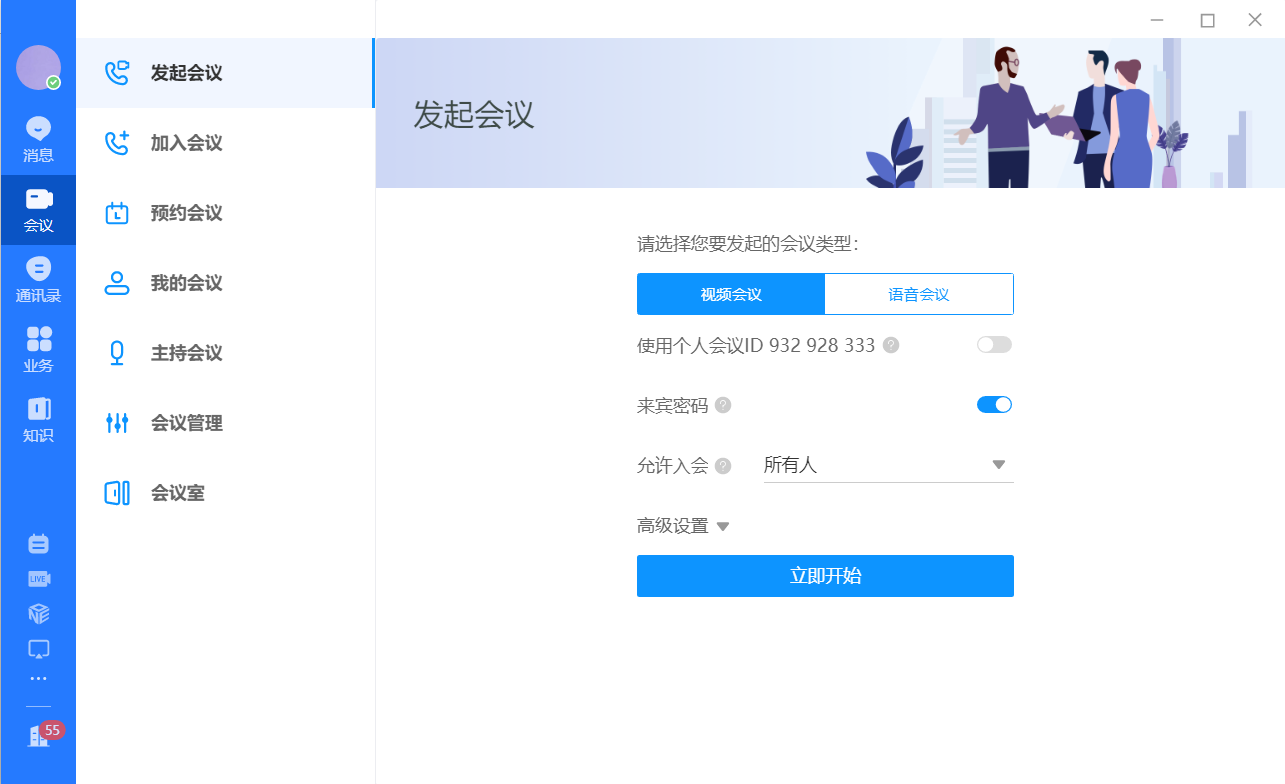 消息
会议
通讯录
业务
知识
LIVE
NE
55
发起会议
加入会议
预约会议
我的会议
主持会议
会议管理
会议室
发起会议
请选择您要发起的会议类型：
视频会议
语音会议
使用个人会议ID 932 928 333
来宾密码
允许入会
所有人
高级设置
立即开始